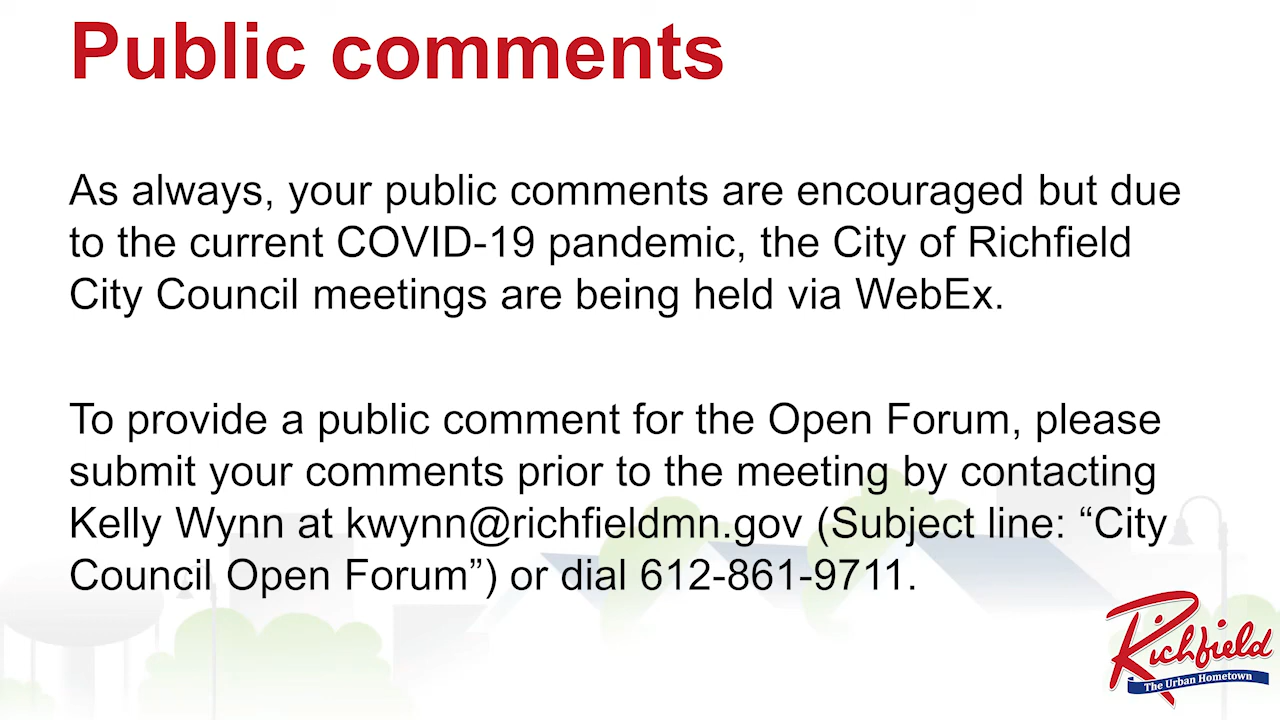 Public comments
As always, your public comments are encouraged but due
to the current COVID-19 pandemic, the City of Richfield
City Council meetings are being held via WebEx.
To provide a public comment for the Open Forum, please
submit your comments prior to the meeting by contacting
Kelly Wynn at kwynn@richfieldmn.gov (Subject line: “City
Council Open Forum”) or dial 612-861-9711.
Richfield
The Urban Hometown